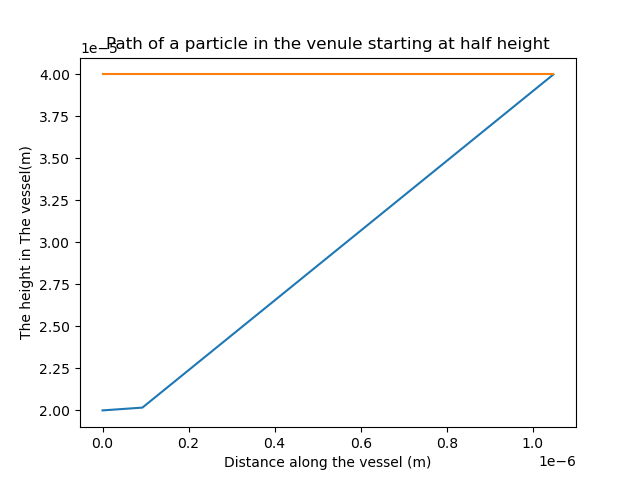 Path of a particle in the venule starting at half height
1e−5
4.00
3.75
3.50
3.25
3.00
2.75
2.50
2.25
2.00
The height in The vessel(m)
0.0 0.2 0.4 0.6 0.8 1.0
1e−6
Distance along the vessel (m)